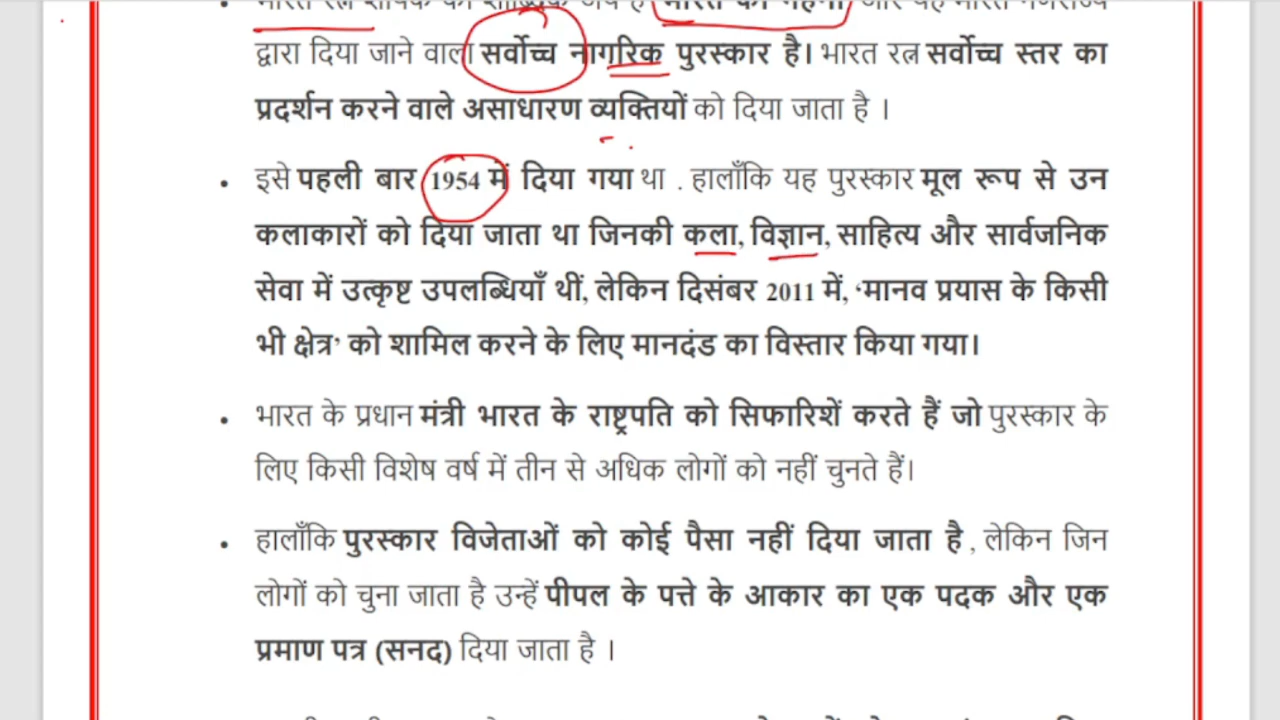 द्वारा दिया जाने वाला सर्वोच्च नागरिक पुरस्कार है। भारत रत्न सर्वोच्च स्तर का
प्रदर्शन करने वाले असाधारण व्यक्तियों को दिया जाता है ।
• इसे पहली बार 1954 में दिया गया था . हालाँकि यह पुरस्कार मूल रूप से उन
कलाकारों को दिया जाता था जिनकी कला, विज्ञान, साहित्य और सार्वजनिक
सेवा में उत्कृष्ट उपलब्धियाँ थीं, लेकिन दिसंबर 2011 में, ‘मानव प्रयास के किसी
भी क्षेत्र’ को शामिल करने के लिए मानदंड का विस्तार किया गया।
• भारत के प्रधान मंत्री भारत के राष्ट्रपति को सिफारिशें करते हैं जो पुरस्कार के
लिए किसी विशेष वर्ष में तीन से अधिक लोगों को नहीं चुनते हैं।
• हालाँकि पुरस्कार विजेताओं को कोई पैसा नहीं दिया जाता है , लेकिन जिन
लोगों को चुना जाता है उन्हें पीपल के पत्ते के आकार का एक पदक और एक
प्रमाण पत्र (सनद) दिया जाता है ।